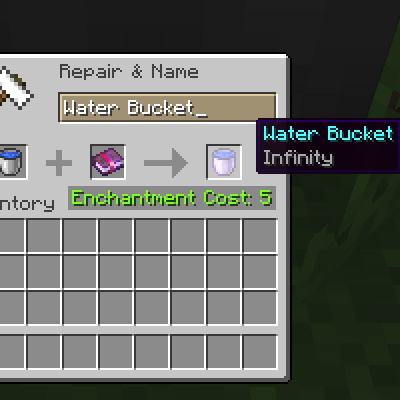 Repair & Name
Water Bucket_
Water Bucket
Infinity
Enchantment Cost: 5
ntory